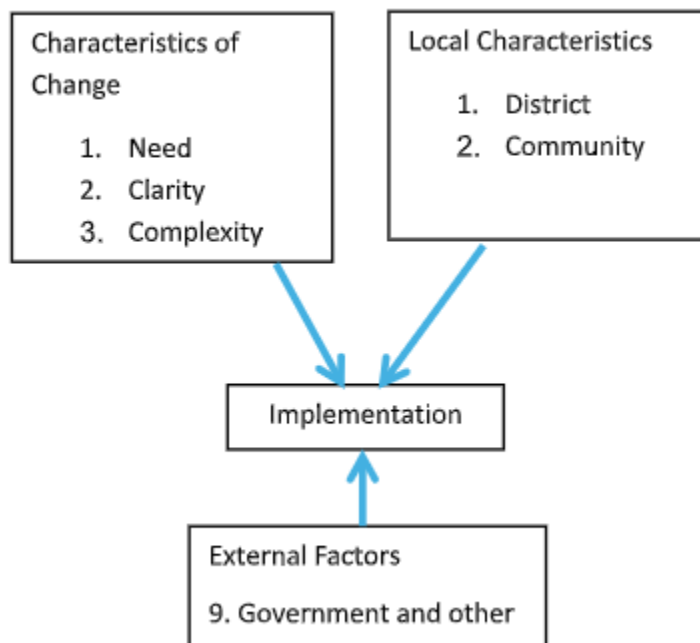 Characteristics of
Change
1. Need
2. Clarity
3. Complexity
Local Characteristics
1. District
2. Community
Implementation
External Factors
9. Government and other